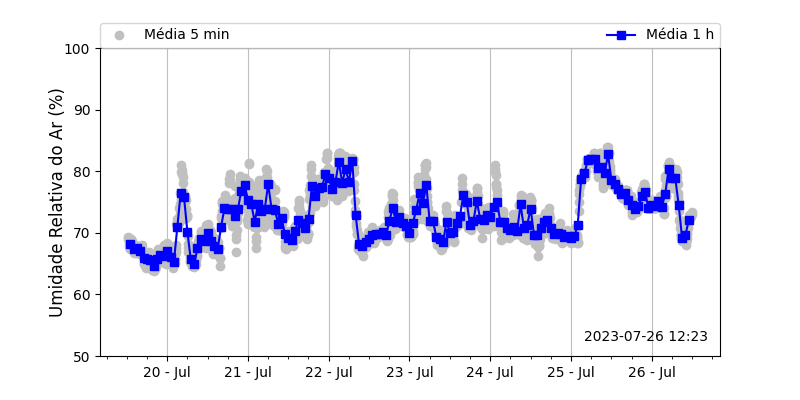 Média 5 min
Média 1 h
Umidade Relativa do Ar (%)
100
90
80
70
60
50
2023-07-26 12:23
20 - Jul
21 - Jul
22 - Jul
23 - Jul
24 - Jul
25 - Jul
26 - Jul